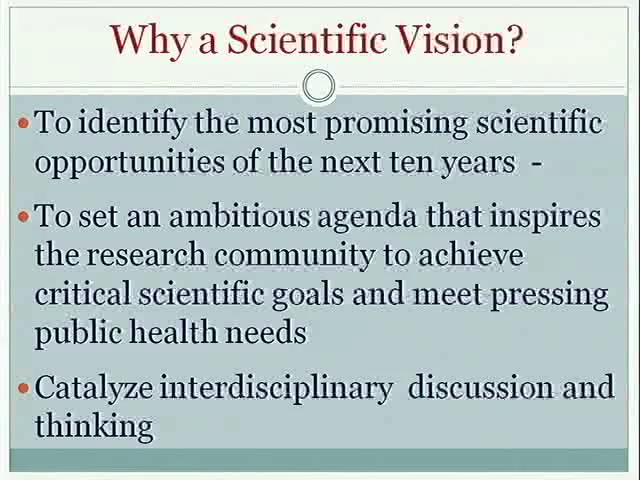 Why a Scientific Vision?
•To identify the most promising scientific
opportunities of the next ten years -
•To set an ambitious agenda that inspires
the research community to achieve
critical scientific goals and meet pressing
public health needs
•Catalyze interdisciplinary discussion and
thinking